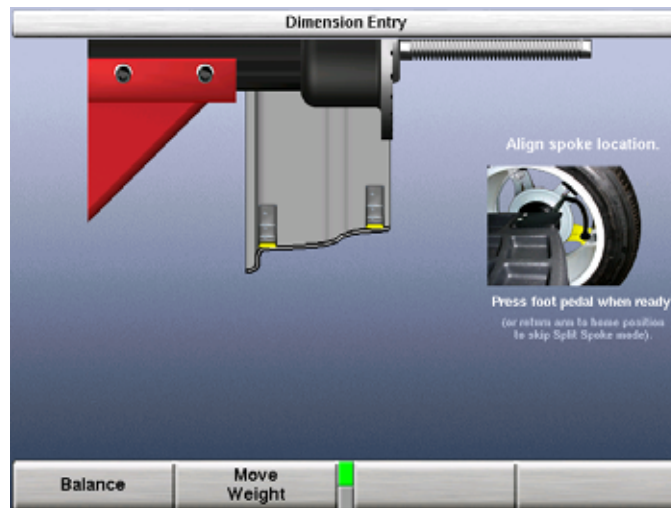 Dimension Entry
Align spoke location.
Press foot pedal when ready
(or return arm to home position
to skip Split Spoke mode).
Balance
Move
Weight